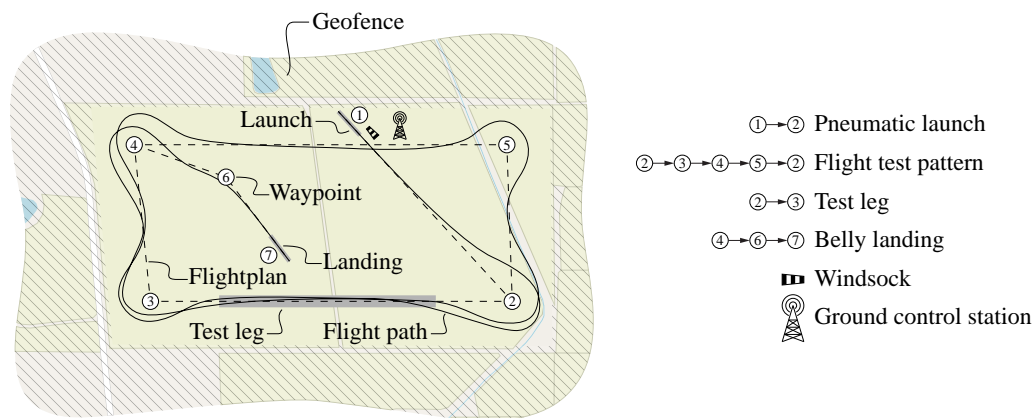 Geofence
Launch
①
④
⑤
⑥
Waypoint
⑦
Landing
Flightplan
③
②
Test leg
Flight path
①→② Pneumatic launch
②→③→④→⑤→② Flight test pattern
②→③ Test leg
④→⑥→⑦ Belly landing
Windsock
Ground control station